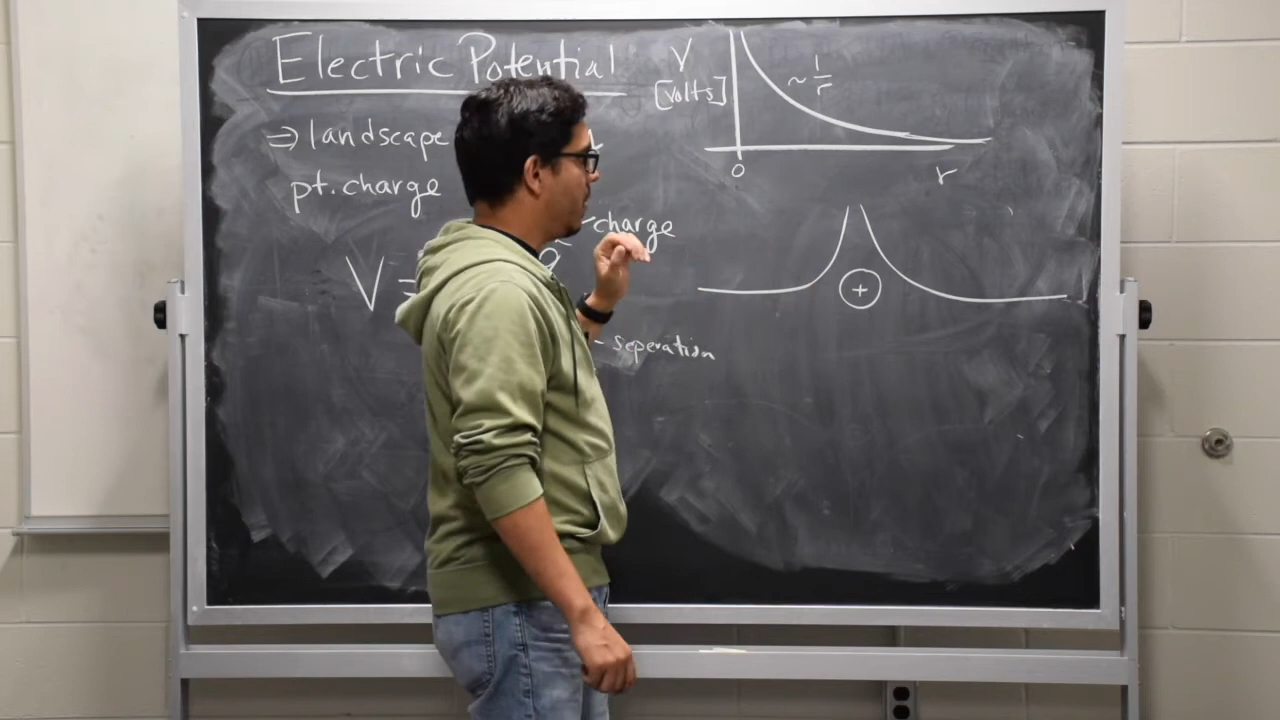 Electric Potential
⇒ landscape
pt. charge
V =
charge
seperation
V
[volts]
~ 1/r
0
r
+